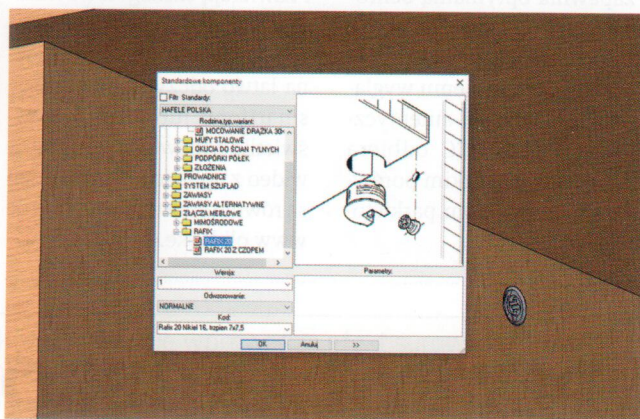 Standardowe komponenty
Filtr Standardy:
HAFELE POLSKA
Rodzina,typ,wariant:
MOCOWANIE DRĄŻKA 30×
MUFY STALOWE
OKUCIA DO ŚCIAN TYLNYCH
PODPÓRKI PÓŁEK
ZŁOŻENIA
PROWADNICE
SYSTEM SZUFLAD
ZAWIASY
ZAWIASY ALTERNATYWNE
ZŁĄCZA MEBLOWE
MIMOŚRODOWE
RAFIX
RAFIX 20
RAFIX 20 Z CZOPEM
Wersja:
1
Odwzorowanie:
NORMALNE
Kod:
Rafix 20 Nikiel 16, trzpien 7x7,5
Parametry:
OK
Anuluj
>>